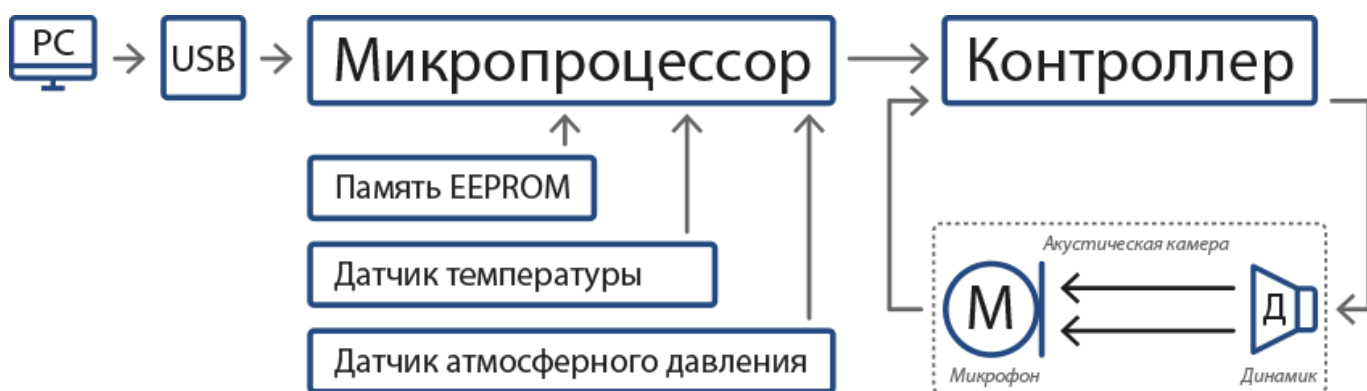 PC
USB
Микропроцессор
Контроллер
Память EEPROM
Датчик температуры
Датчик атмосферного давления
Акустическая камера
М
Д
Микрофон
Динамик